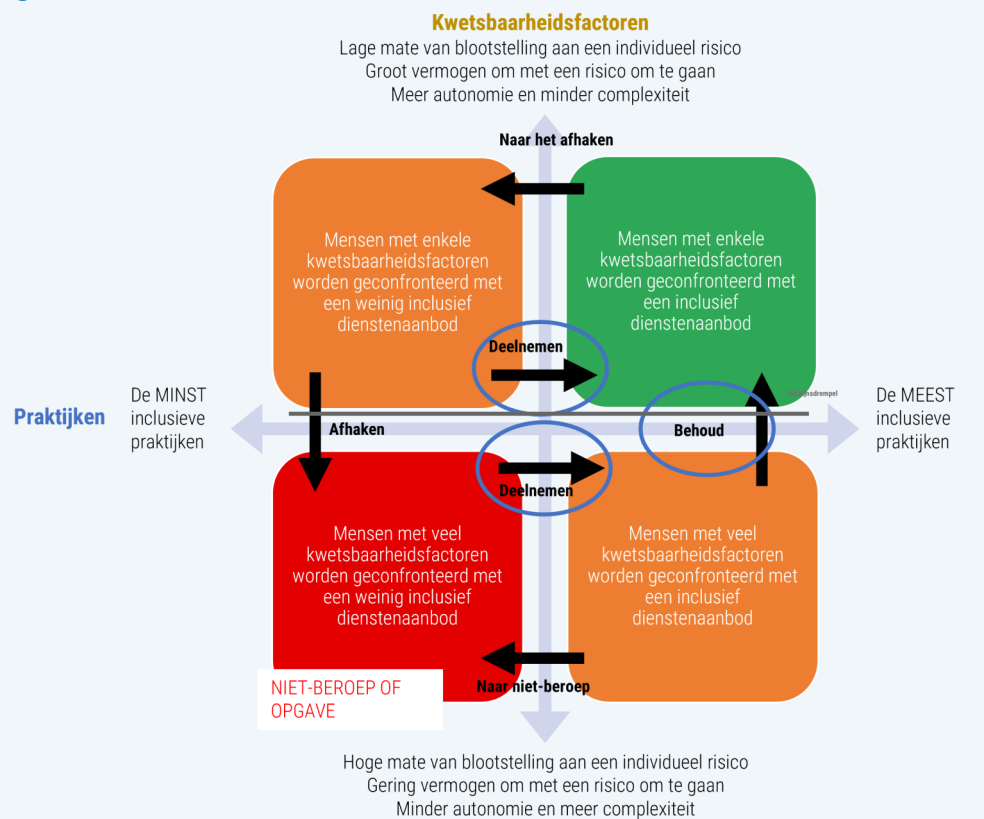 Kwetsbaarheidsfactoren
Lage mate van blootstelling aan een individueel risico
Groot vermogen om met een risico om te gaan
Meer autonomie en minder complexiteit
Naar het afhaken
Mensen met enkele
kwetsbaarheidsfactoren
worden geconfronteerd met
een weinig inclusief
dienstenaanbod
Mensen met enkele
kwetsbaarheidsfactoren
worden geconfronteerd met
een inclusief
dienstenaanbod
Deelnemen
Praktijken
De MINST
inclusieve
praktijken
Afhaken
Behoud
De MEEST
inclusieve
praktijken
Deelnemen
Mensen met veel
kwetsbaarheidsfactoren
worden geconfronteerd met
een weinig inclusief
dienstenaanbod
Mensen met veel
kwetsbaarheidsfactoren
worden geconfronteerd met
een inclusief
dienstenaanbod
NIET-BEROEP OF
OPGAVE
Naar niet-beroep
Hoge mate van blootstelling aan een individueel risico
Gering vermogen om met een risico om te gaan
Minder autonomie en meer complexiteit